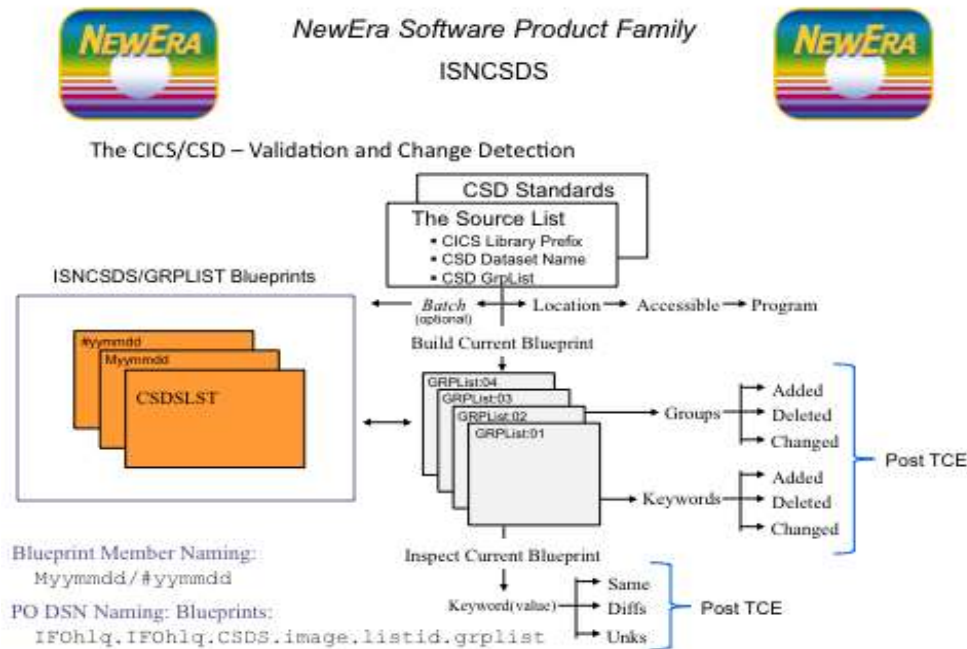 NEWERA
NewEra Software Product Family
ISNCSDS
NEWERA
The CICS/CSD – Validation and Change Detection
CSD Standards
The Source List
▪ CICS Library Prefix
▪ CSD Dataset Name
▪ CSD GrpList
ISNCSDS/GRPLIST Blueprints
#yymmdd
Myymmdd
CSDSLST
Batch
(optional)
Location
Accessible
Program
Build Current Blueprint
GRPList:04
GRPList:03
GRPList:02
GRPList:01
Groups
Added
Deleted
Changed
Keywords
Added
Deleted
Changed
Post TCE
Inspect Current Blueprint
Keyword(value)
Same
Diffs
Unks
Post TCE
Blueprint Member Naming:
Myymmdd/#yymmdd
PO DSN Naming: Blueprints:
IFOhlq.IFOhlq.CSDS.image.listid.grplist